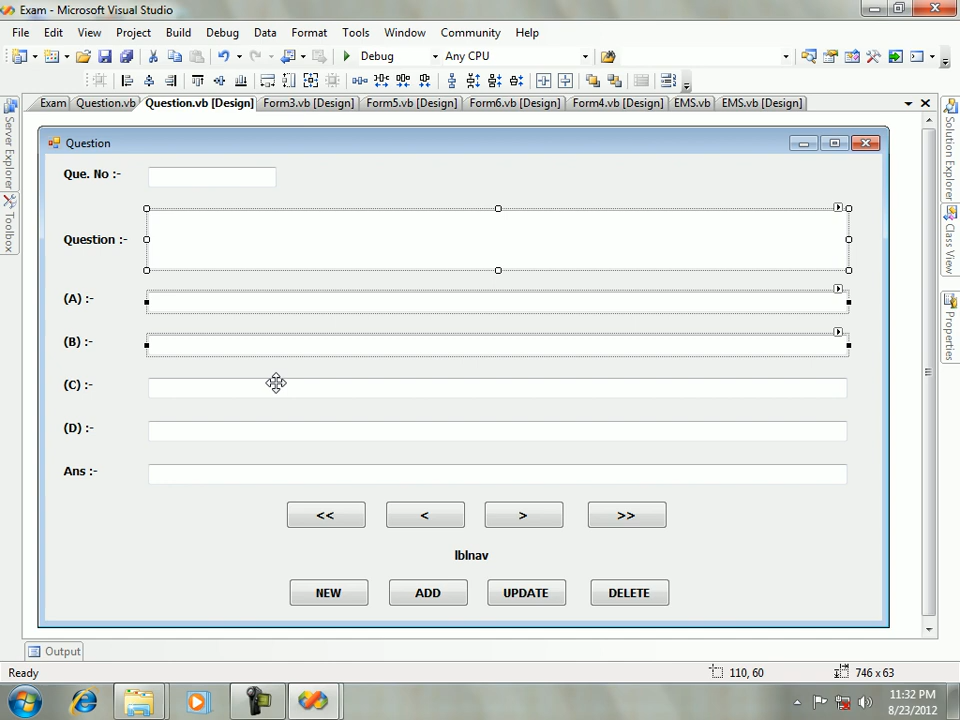 Exam - Microsoft Visual Studio
File Edit View Project Build Debug Data Format Tools Window Community Help
Debug Any CPU
Exam Question.vb Question.vb [Design] Form3.vb [Design] Form5.vb [Design] Form6.vb [Design] Form4.vb [Design] EMS.vb EMS.vb [Design]
Server Explorer
Toolbox
Solution Explorer
Class View
Properties
Question
Que. No :-
Question :-
(A) :-
(B) :-
(C) :-
(D) :-
Ans :-
<< < > >>
lblnav
NEW ADD UPDATE DELETE
Output
Ready 110, 60 746 x 63
11:32 PM
8/23/2012